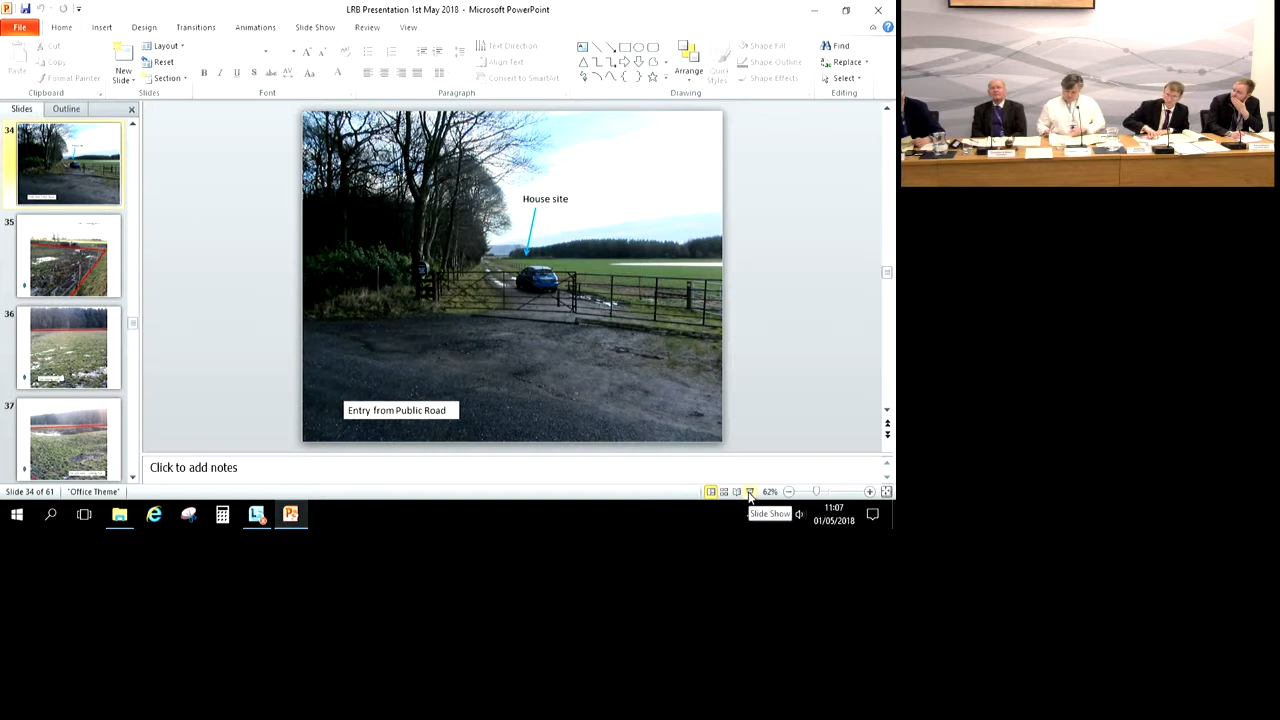 LRB Presentation 1st May 2018 - Microsoft PowerPoint
File Home Insert Design Transitions Animations Slide Show Review View
Cut
Copy
Format Painter
Paste
Clipboard
New Slide
Layout
Reset
Section
Slides
Font
Text Direction
Align Text
Convert to SmartArt
Paragraph
Arrange
Quick Styles
Shape Fill
Shape Outline
Shape Effects
Drawing
Find
Replace
Select
Editing
Slides Outline
34
35
36
37
House site
Entry from Public Road
Click to add notes
Slide 34 of 61 "Office Theme" 62%
Slide Show
11:07
01/05/2018